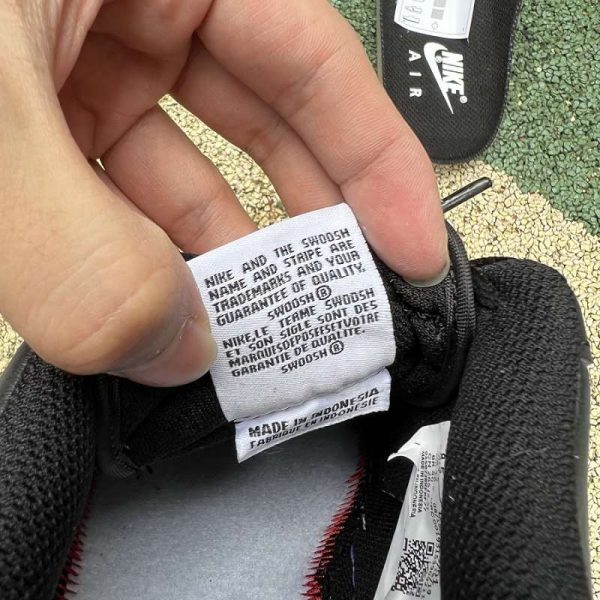 NIKE
AIR
NIKE AND THE SWOOSH
NAME AND STRIPE ARE
TRADEMARKS AND YOUR
GUARANTEE OF QUALITY.
SWOOSH®
NIKE,LE TERME SWOOSH
ET SON SIGLE SONT DES
MARQUESDEPOSEESETVOTRE
GARANTIE DE QUALITE.
SWOOSH®
MADE IN INDONESIA
FABRIQUE EN INDONESIE